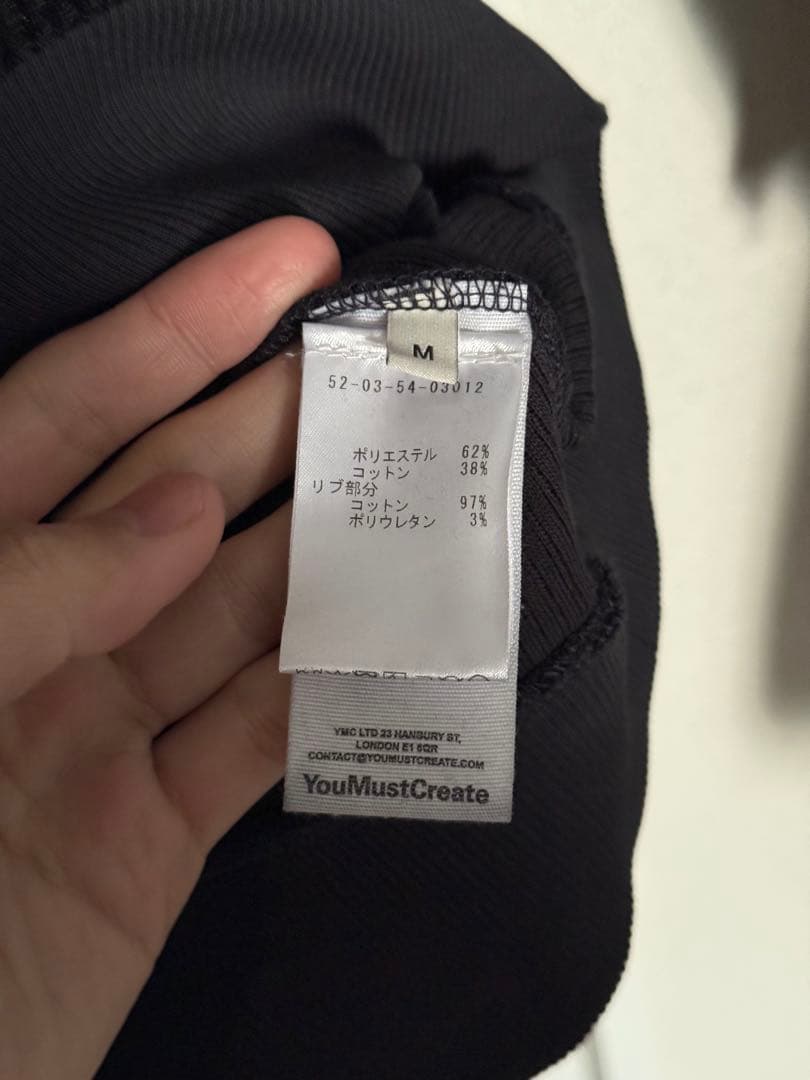 M
52-03-54-03012
ポリエステル 62%
コットン 38%
リブ部分
コットン 97%
ポリウレタン 3%
YMC LTD 23 HANBURY ST,
LONDON E1 6QR
CONTACT@YOUMUSTCREATE.COM
YouMustCreate